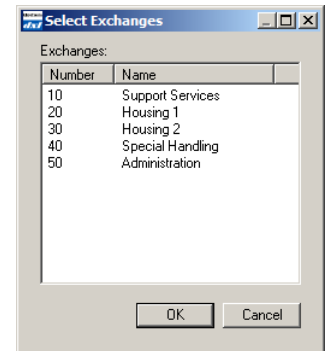 dxl Select Exchanges
Exchanges:
Number Name
10 Support Services
20 Housing 1
30 Housing 2
40 Special Handling
50 Administration
OK Cancel